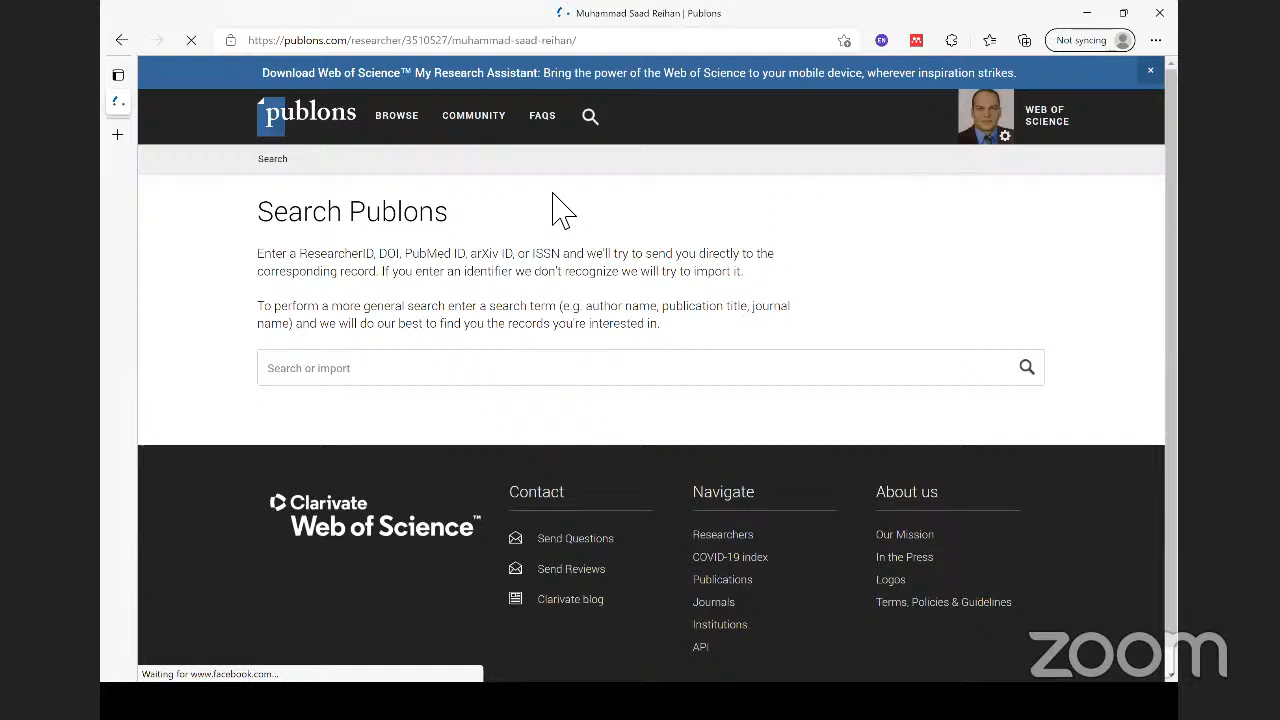 Muhammad Saad Reihan | Publons
https://publons.com/researcher/3510527/muhammad-saad-reihan/
EN
Not syncing
Download Web of Science™ My Research Assistant: Bring the power of the Web of Science to your mobile device, wherever inspiration strikes.
publons
BROWSE
COMMUNITY
FAQS
WEB OF
SCIENCE
Search
Search Publons
Enter a ResearcherID, DOI, PubMed ID, arXiv ID, or ISSN and we'll try to send you directly to the
corresponding record. If you enter an identifier we don't recognize we will try to import it.
To perform a more general search enter a search term (e.g. author name, publication title, journal
name) and we will do our best to find you the records you're interested in.
Search or import
Clarivate
Web of Science™
Contact
Send Questions
Send Reviews
Clarivate blog
Navigate
Researchers
COVID-19 index
Publications
Journals
Institutions
API
About us
Our Mission
In the Press
Logos
Terms, Policies & Guidelines
Waiting for www.facebook.com...
zoom